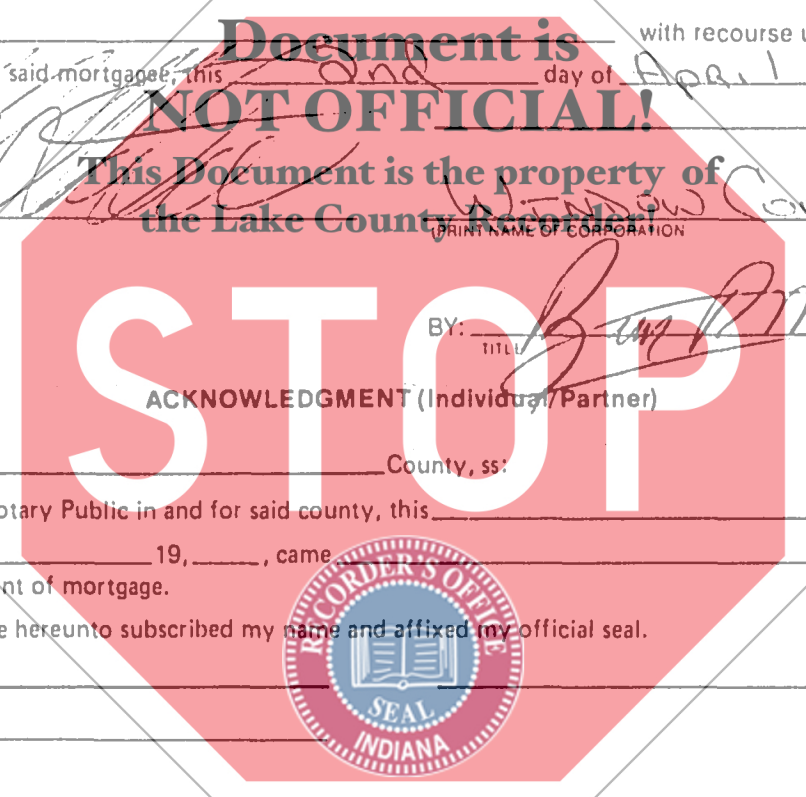 Document is
with recourse
said mortgagee, this 2nd day of April
NOT OFFICIAL!
This Document is the property of
Window
the Lake County Recorder!
(PRINT NAME OF CORPORATION
BY:
TITLE
STOP
ACKNOWLEDGMENT (Individual/Partner)
County, ss:
otary Public in and for said county, this
19, , came
nt of mortgage.
e hereunto subscribed my name and affixed my official seal.
RECORDER'S OFFICE
SEAL
INDIANA